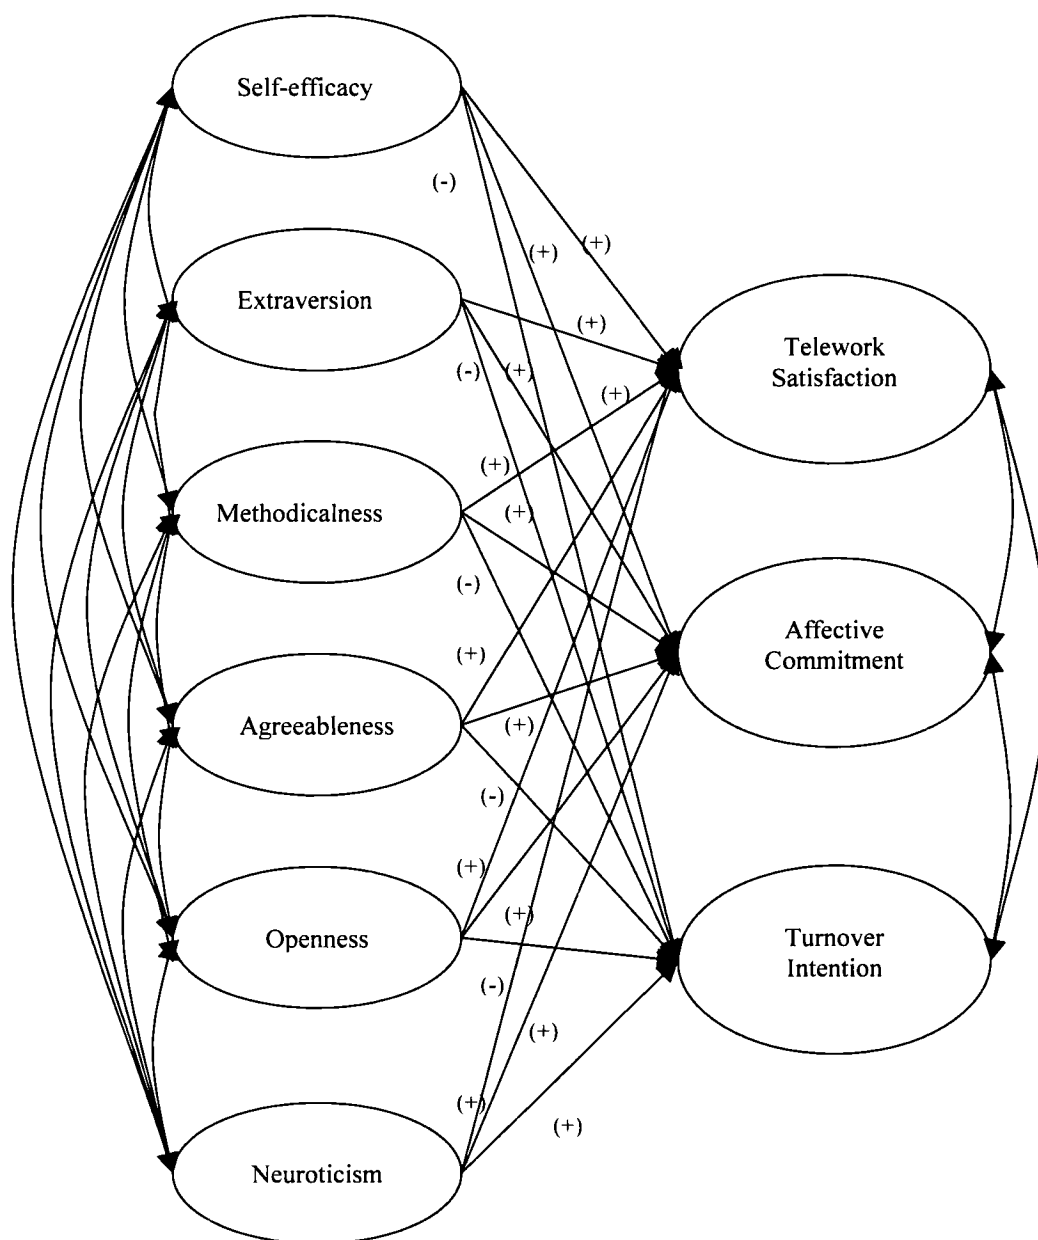 Self-efficacy
(-)
(+)
(+)
Extraversion
(+)
Telework
Satisfaction
(-)
(+)
(+)
(+)
Methodicalness
(+)
(-)
Affective
Commitment
(+)
Agreeableness
(+)
(-)
(+)
(+)
Openness
Turnover
Intention
(-)
(+)
(+)
(+)
Neuroticism